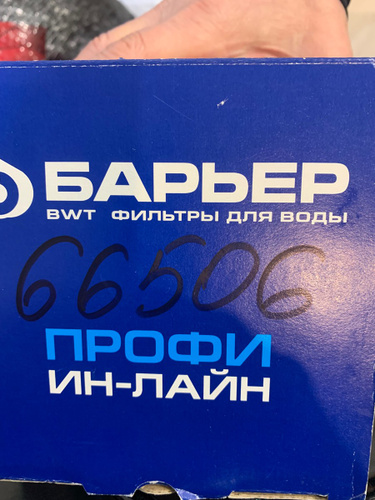 БАРЬЕР
BWT ФИЛЬТРЫ ДЛЯ ВОДЫ
66506
ПРОФИ
ИН-ЛАЙН